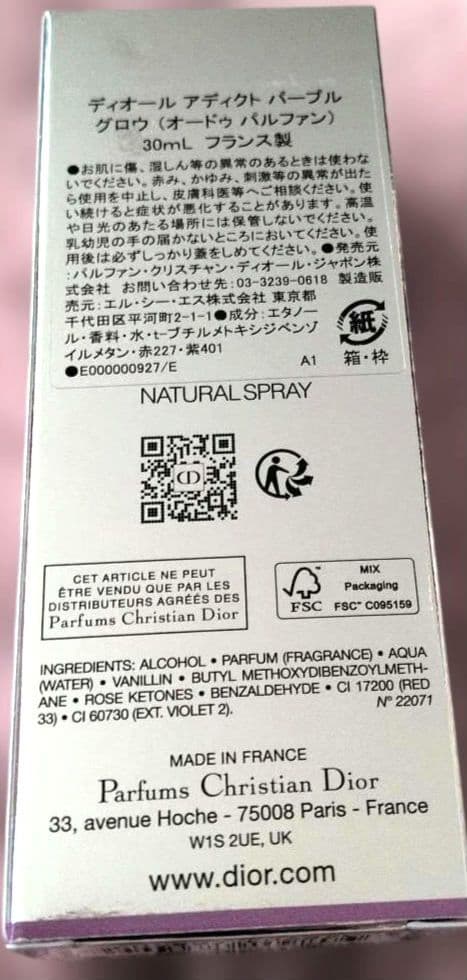 ディオール アディクト パープル
グロウ（オードゥ パルファン）
30mL フランス製
●お肌に傷、湿しん等の異常のあるときは使わな
いでください。赤み、かゆみ、刺激等の異常が出た
ら使用を中止し、皮膚科医等へご相談ください。使
い続けると症状が悪化することがあります。高温
や日光のあたる場所には保管しないでください。
乳幼児の手の届かないところにおいてください。使
用後は必ずしっかり蓋をしめてください。●発売元
:パルファン・クリスチャン・ディオール・ジャポン株
式会社 お問い合わせ先:03-3239-0618 製造販
売元:エル・シー・エス株式会社 東京都
千代田区平河町2-1-1●成分:エタノー
ル・香料・水・t-ブチルメトキシジベンゾ
イルメタン・赤227・紫401
●E000000927/E A1
紙
箱・枠
NATURAL SPRAY
CD
CET ARTICLE NE PEUT
ÊTRE VENDU QUE PAR LES
DISTRIBUTEURS AGRÉÉS DES
Parfums Christian Dior
FSC
MIX
Packaging
FSC™ C095159
INGREDIENTS: ALCOHOL • PARFUM (FRAGRANCE) • AQUA
(WATER) • VANILLIN • BUTYL METHOXYDIBENZOYLMETH-
ANE • ROSE KETONES • BENZALDEHYDE • CI 17200 (RED
33) • CI 60730 (EXT. VIOLET 2). N° 22071
MADE IN FRANCE
Parfums Christian Dior
33, avenue Hoche - 75008 Paris - France
W1S 2UE, UK
www.dior.com